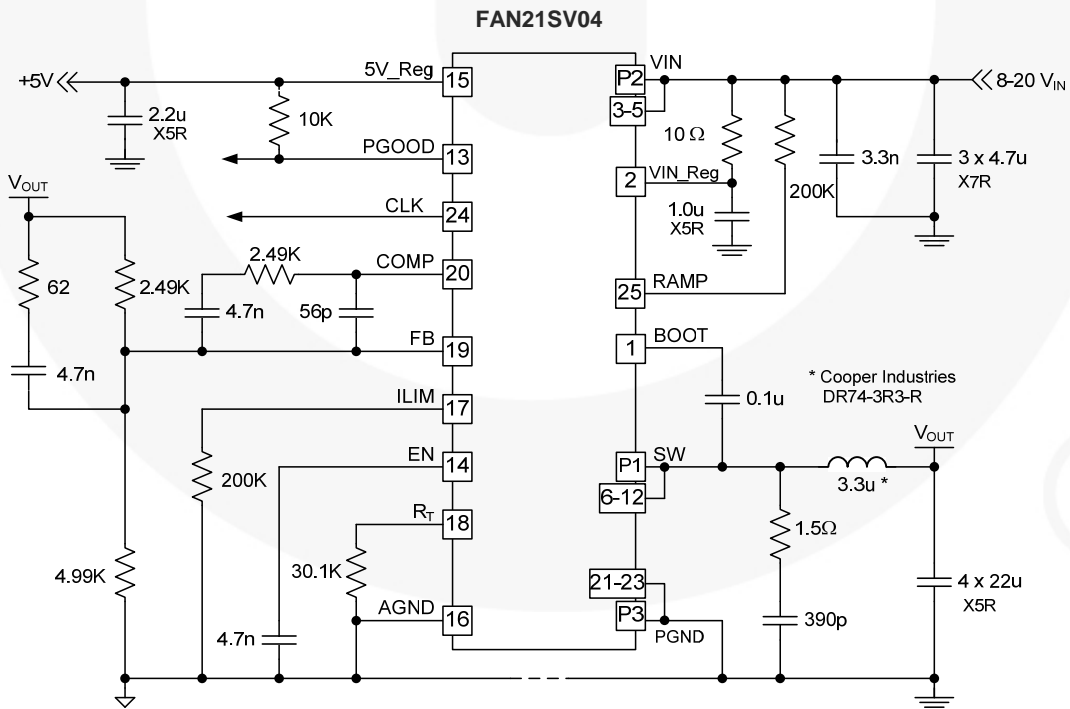 FAN21SV04
+5V
2.2u
X5R
10K
5V_Reg
15
PGOOD
13
CLK
24
VOUT
62
2.49K
4.7n
2.49K
4.7n
56p
COMP
20
FB
19
ILIM
17
200K
EN
14
4.7n
RT
18
30.1K
4.99K
AGND
16
P2
VIN
3-5
8-20 VIN
10 Ω
2
VIN_Reg
1.0u
X5R
200K
3.3n
3 x 4.7u
X7R
25
RAMP
1
BOOT
0.1u
* Cooper Industries
DR74-3R3-R
P1
SW
6-12
3.3u *
VOUT
1.5Ω
390p
4 x 22u
X5R
21-23
P3
PGND